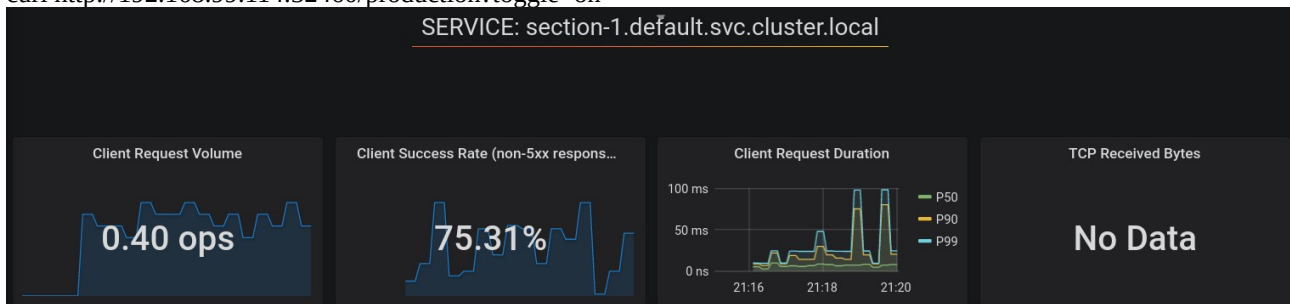 SERVICE: section-1.default.svc.cluster.local
Client Request Volume
0.40 ops
Client Success Rate (non-5xx respons...
75.31%
Client Request Duration
100 ms
50 ms
0 ns
21:16
21:18
21:20
P50
P90
P99
TCP Received Bytes
No Data